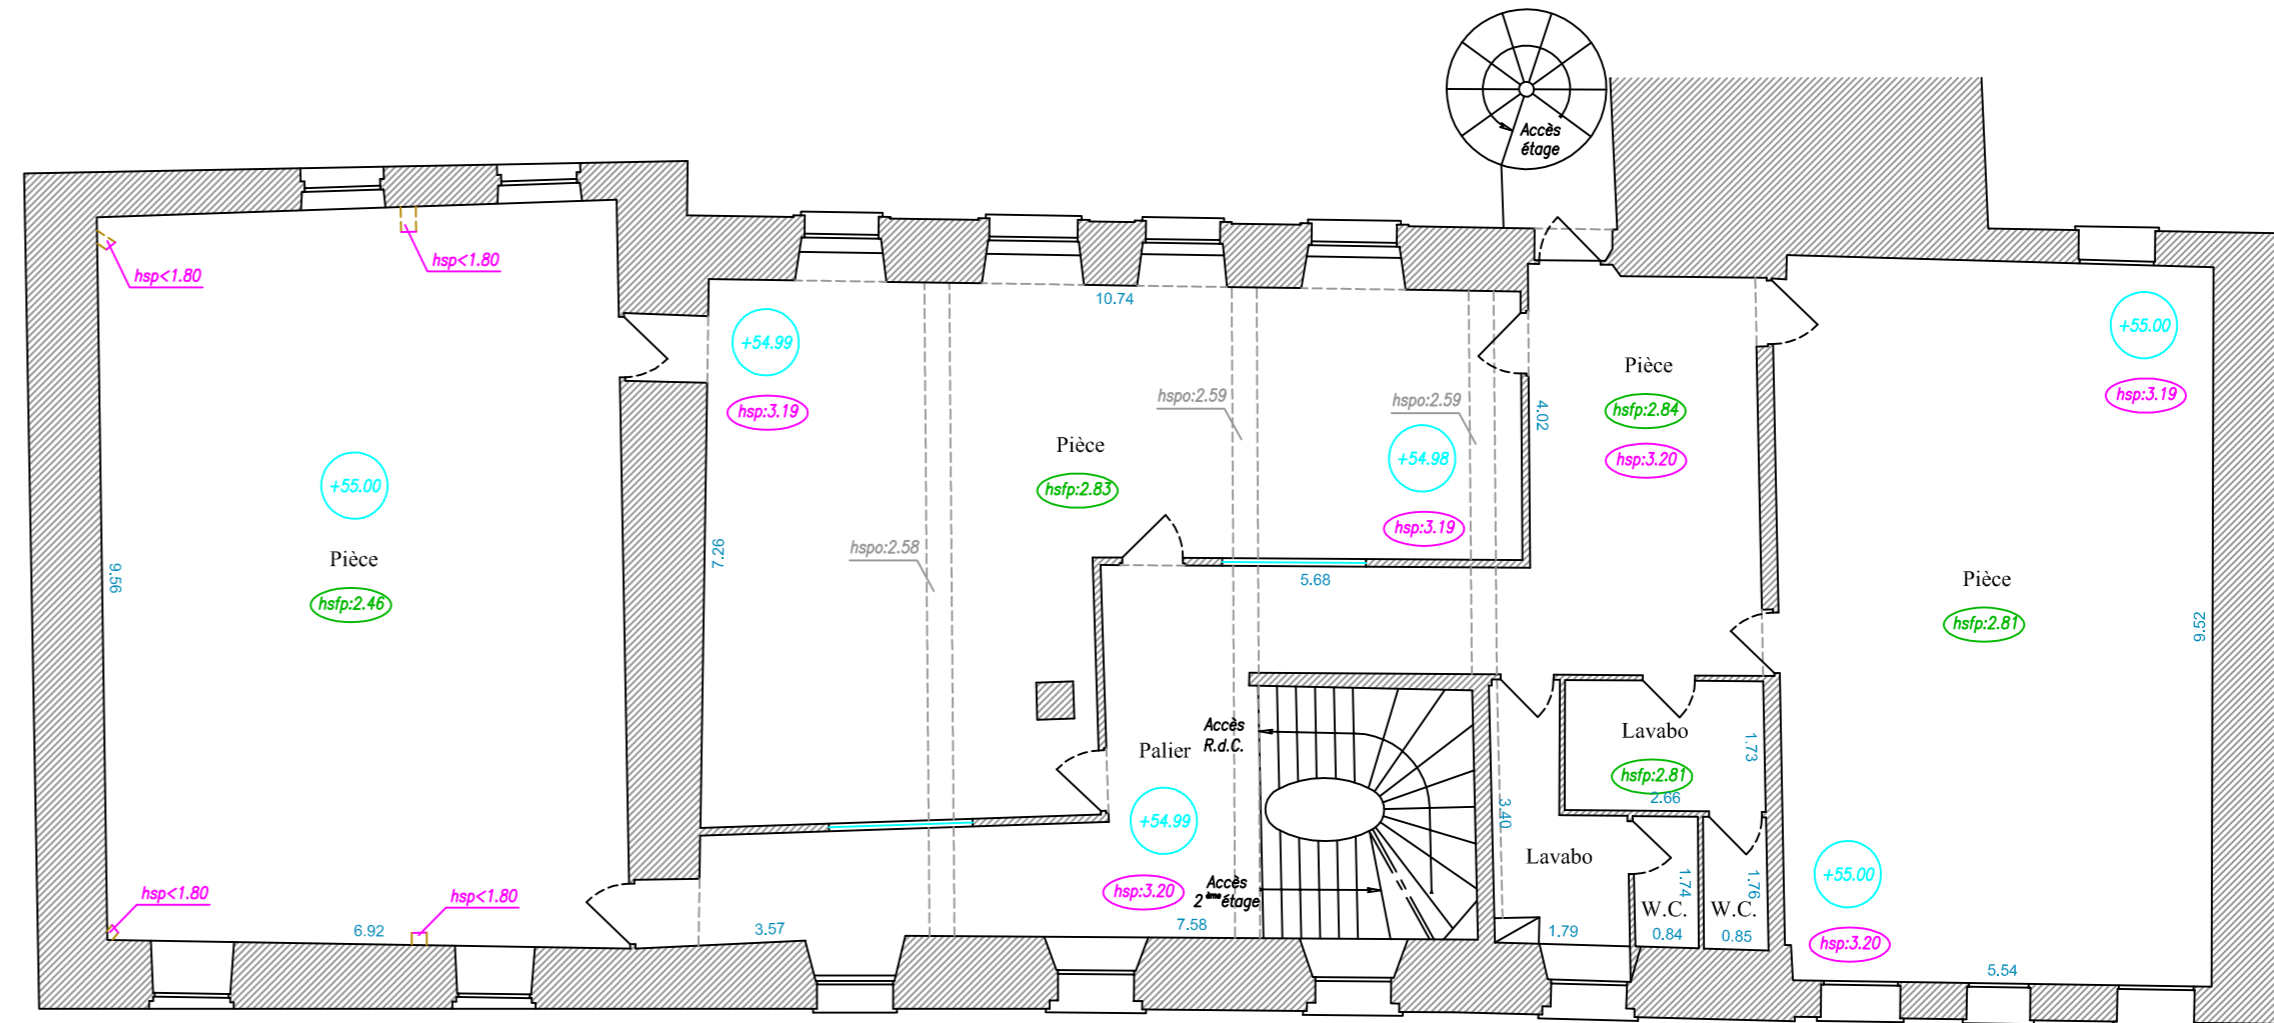 Accès
étage
hsp<1.80
hsp<1.80
10.74
+54.99
+55.00
hsp:3.19
hspo:2.59
hspo:2.59
Pièce
hsfp:2.84
hsp:3.19
4.02
Pièce
+54.98
hsp:3.20
hsfp:2.83
+55.00
hsp:3.19
hspo:2.58
7.26
Pièce
9.56
hsfp:2.46
5.68
Pièce
hsfp:2.81
9.52
Accès
R.d.C.
Palier
Lavabo
1.73
hsfp:2.81
2.66
+54.99
3.40
Lavabo
hsp<1.80
hsp<1.80
hsp:3.20
Accès
2ème étage
1.74
1.76
+55.00
W.C.
W.C.
6.92
3.57
7.58
1.79
0.84
0.85
hsp:3.20
5.54